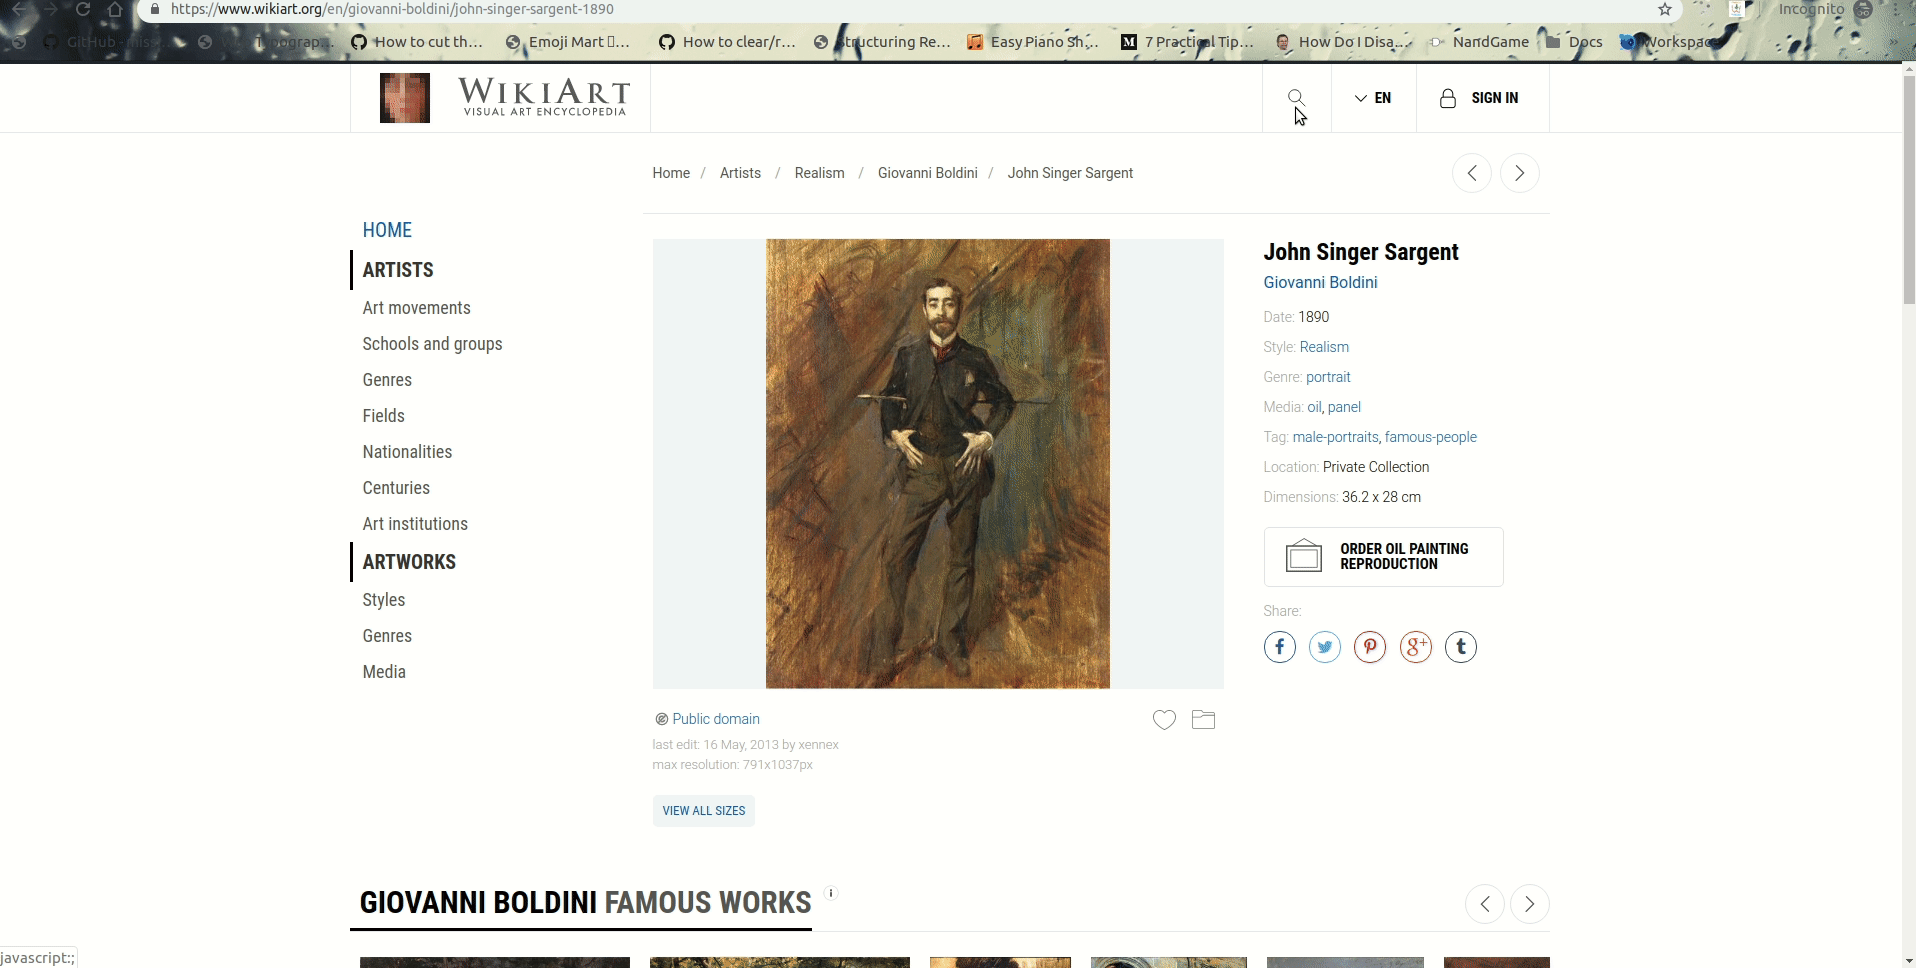 https://www.wikiart.org/en/giovanni-boldini/john-singer-sargent-1890
Incognito
How to cut th...
Emoji Mart
How to clear/r...
Structuring Re...
Easy Piano Sh...
7 Practical Tip...
How Do I Disa...
NandGame
Docs
Workspace
WIKIART
VISUAL ART ENCYCLOPEDIA
EN
SIGN IN
Home / Artists / Realism / Giovanni Boldini / John Singer Sargent
HOME
ARTISTS
Art movements
Schools and groups
Genres
Fields
Nationalities
Centuries
Art institutions
ARTWORKS
Styles
Genres
Media
John Singer Sargent
Giovanni Boldini
Date: 1890
Style: Realism
Genre: portrait
Media: oil, panel
Tag: male-portraits, famous-people
Location: Private Collection
Dimensions: 36.2 x 28 cm
ORDER OIL PAINTING
REPRODUCTION
Share:
Public domain
last edit: 16 May, 2013 by xennex
max resolution: 791x1037px
VIEW ALL SIZES
GIOVANNI BOLDINI FAMOUS WORKS
javascript:;